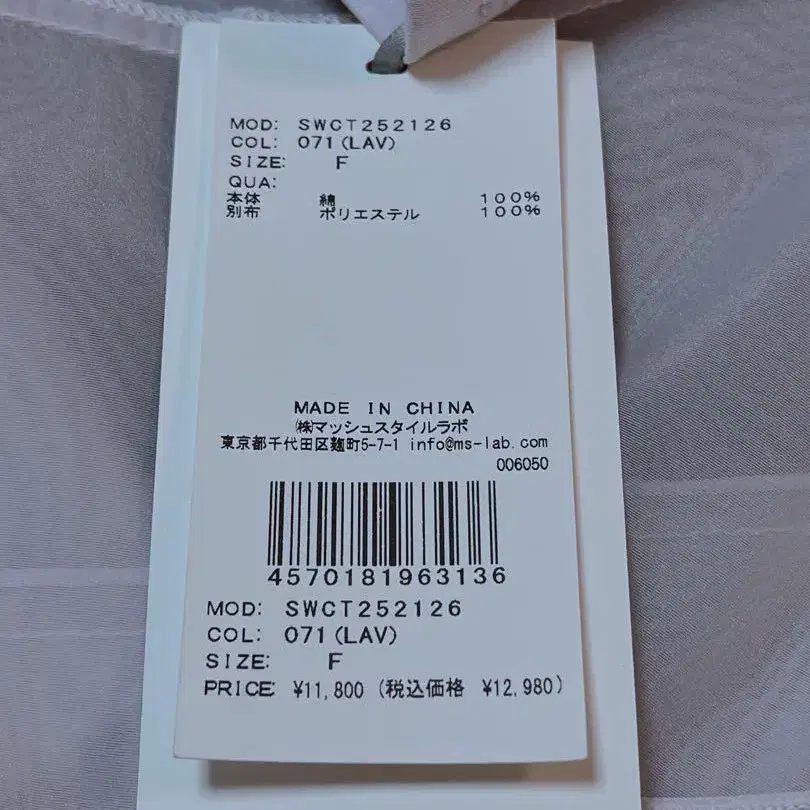 MOD: SWCT252126
COL: 071(LAV)
SIZE: F
QUA:
本体 綿 100%
別布 ポリエステル 100%
MADE IN CHINA
㈱マッシュスタイルラボ
東京都千代田区麹町5-7-1 info@ms-lab.com
006050
4570181963136
MOD: SWCT252126
COL: 071(LAV)
SIZE: F
PRICE: ¥11,800 (税込価格 ¥12,980)